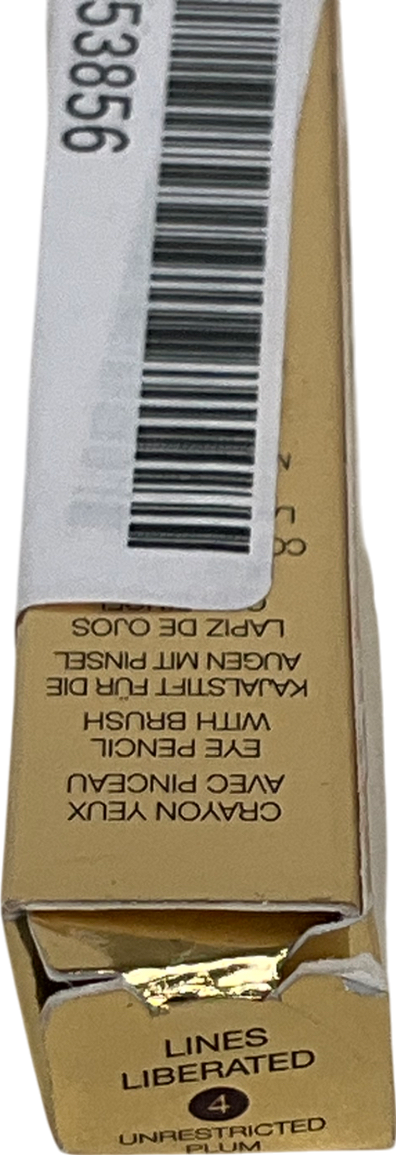 53856
CRAYON YEUX
AVEC PINCEAU
EYE PENCIL
WITH BRUSH
KAJALSTIFT FÜR DIE
AUGEN MIT PINSEL
LAPIZ DE OJOS
LINES
LIBERATED
4
UNRESTRICTED
PLUM